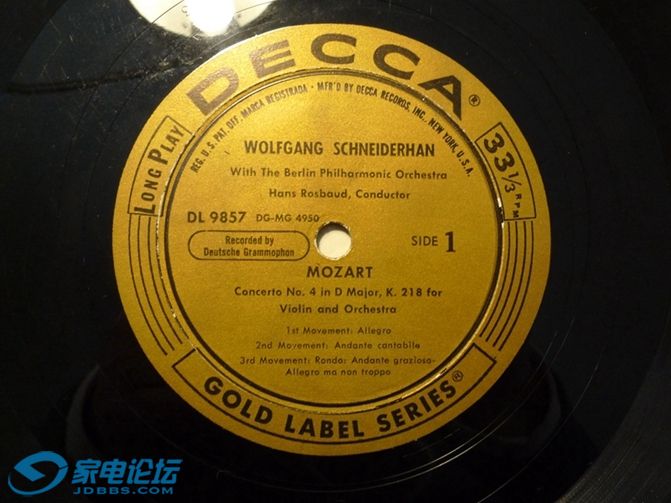 DECCA®
REG. U.S. PAT. OFF. MARCA REGISTRADA · MFR'D BY DECCA RECORDS, INC., NEW YORK, U.S.A.
LONG PLAY
33 1/3 RPM
WOLFGANG SCHNEIDERHAN
With The Berlin Philharmonic Orchestra
Hans Rosbaud, Conductor
DL 9857 DG-MG 4950
Recorded by
Deutsche Grammophon
SIDE 1
MOZART
Concerto No. 4 in D Major, K. 218 for
Violin and Orchestra
1st Movement: Allegro
2nd Movement: Andante cantabile
3rd Movement: Rondo: Andante grazioso-
Allegro ma non troppo
GOLD LABEL SERIES®
家电论坛
JDBBS.COM